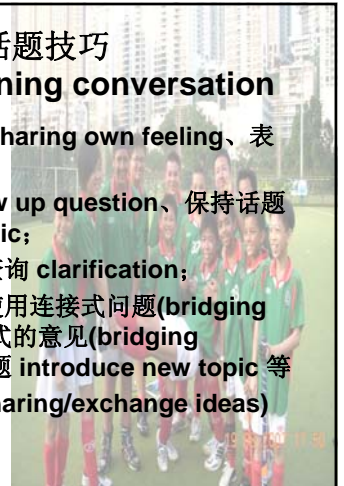 话题技巧
ning conversation
haring own feeling、表
w up question、保持话题
ic；
询 clarification；
使用连接式问题(bridging
式的意见(bridging
题 introduce new topic 等
haring/exchange ideas)